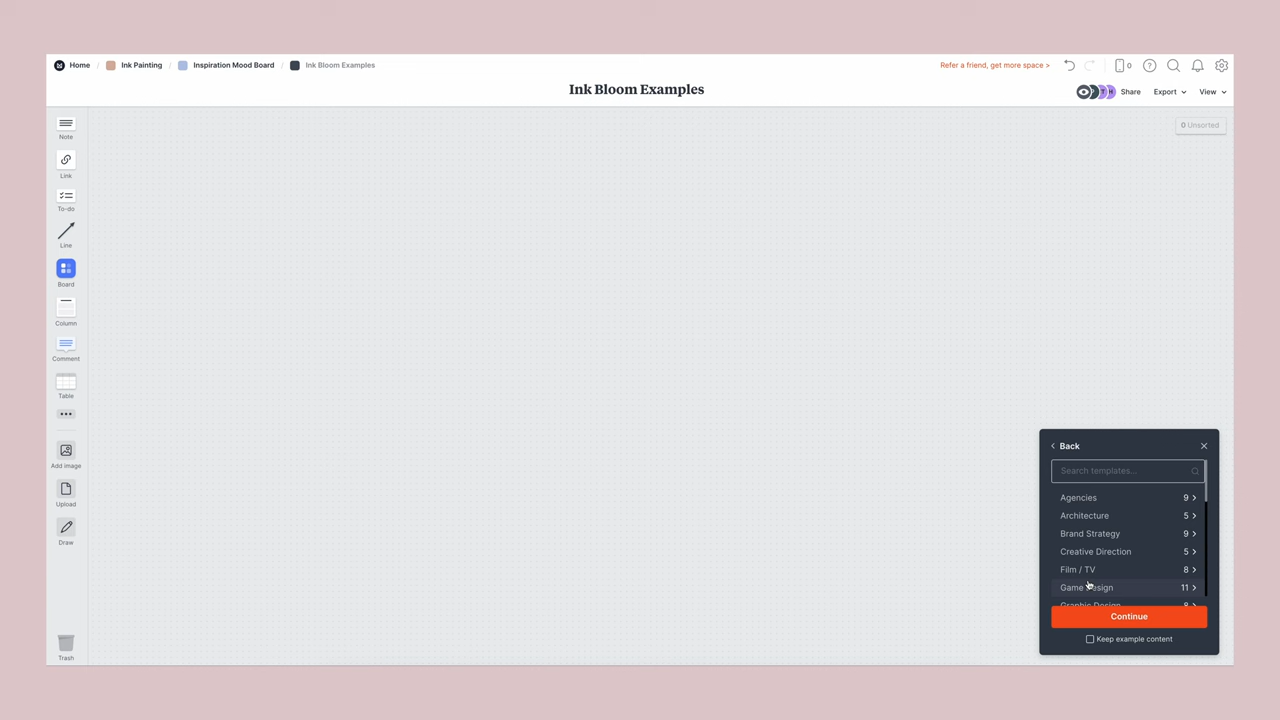 Home / Ink Painting / Inspiration Mood Board / Ink Bloom Examples
Refer a friend, get more space >
0
Ink Bloom Examples
T H Share Export View
0 Unsorted
Note
Link
To-do
Line
Board
Column
Comment
Table
Add image
Upload
Draw
Trash
Back
Search templates...
Agencies 9
Architecture 5
Brand Strategy 9
Creative Direction 5
Film / TV 8
Game Design 11
Graphic Design 8
Continue
Keep example content